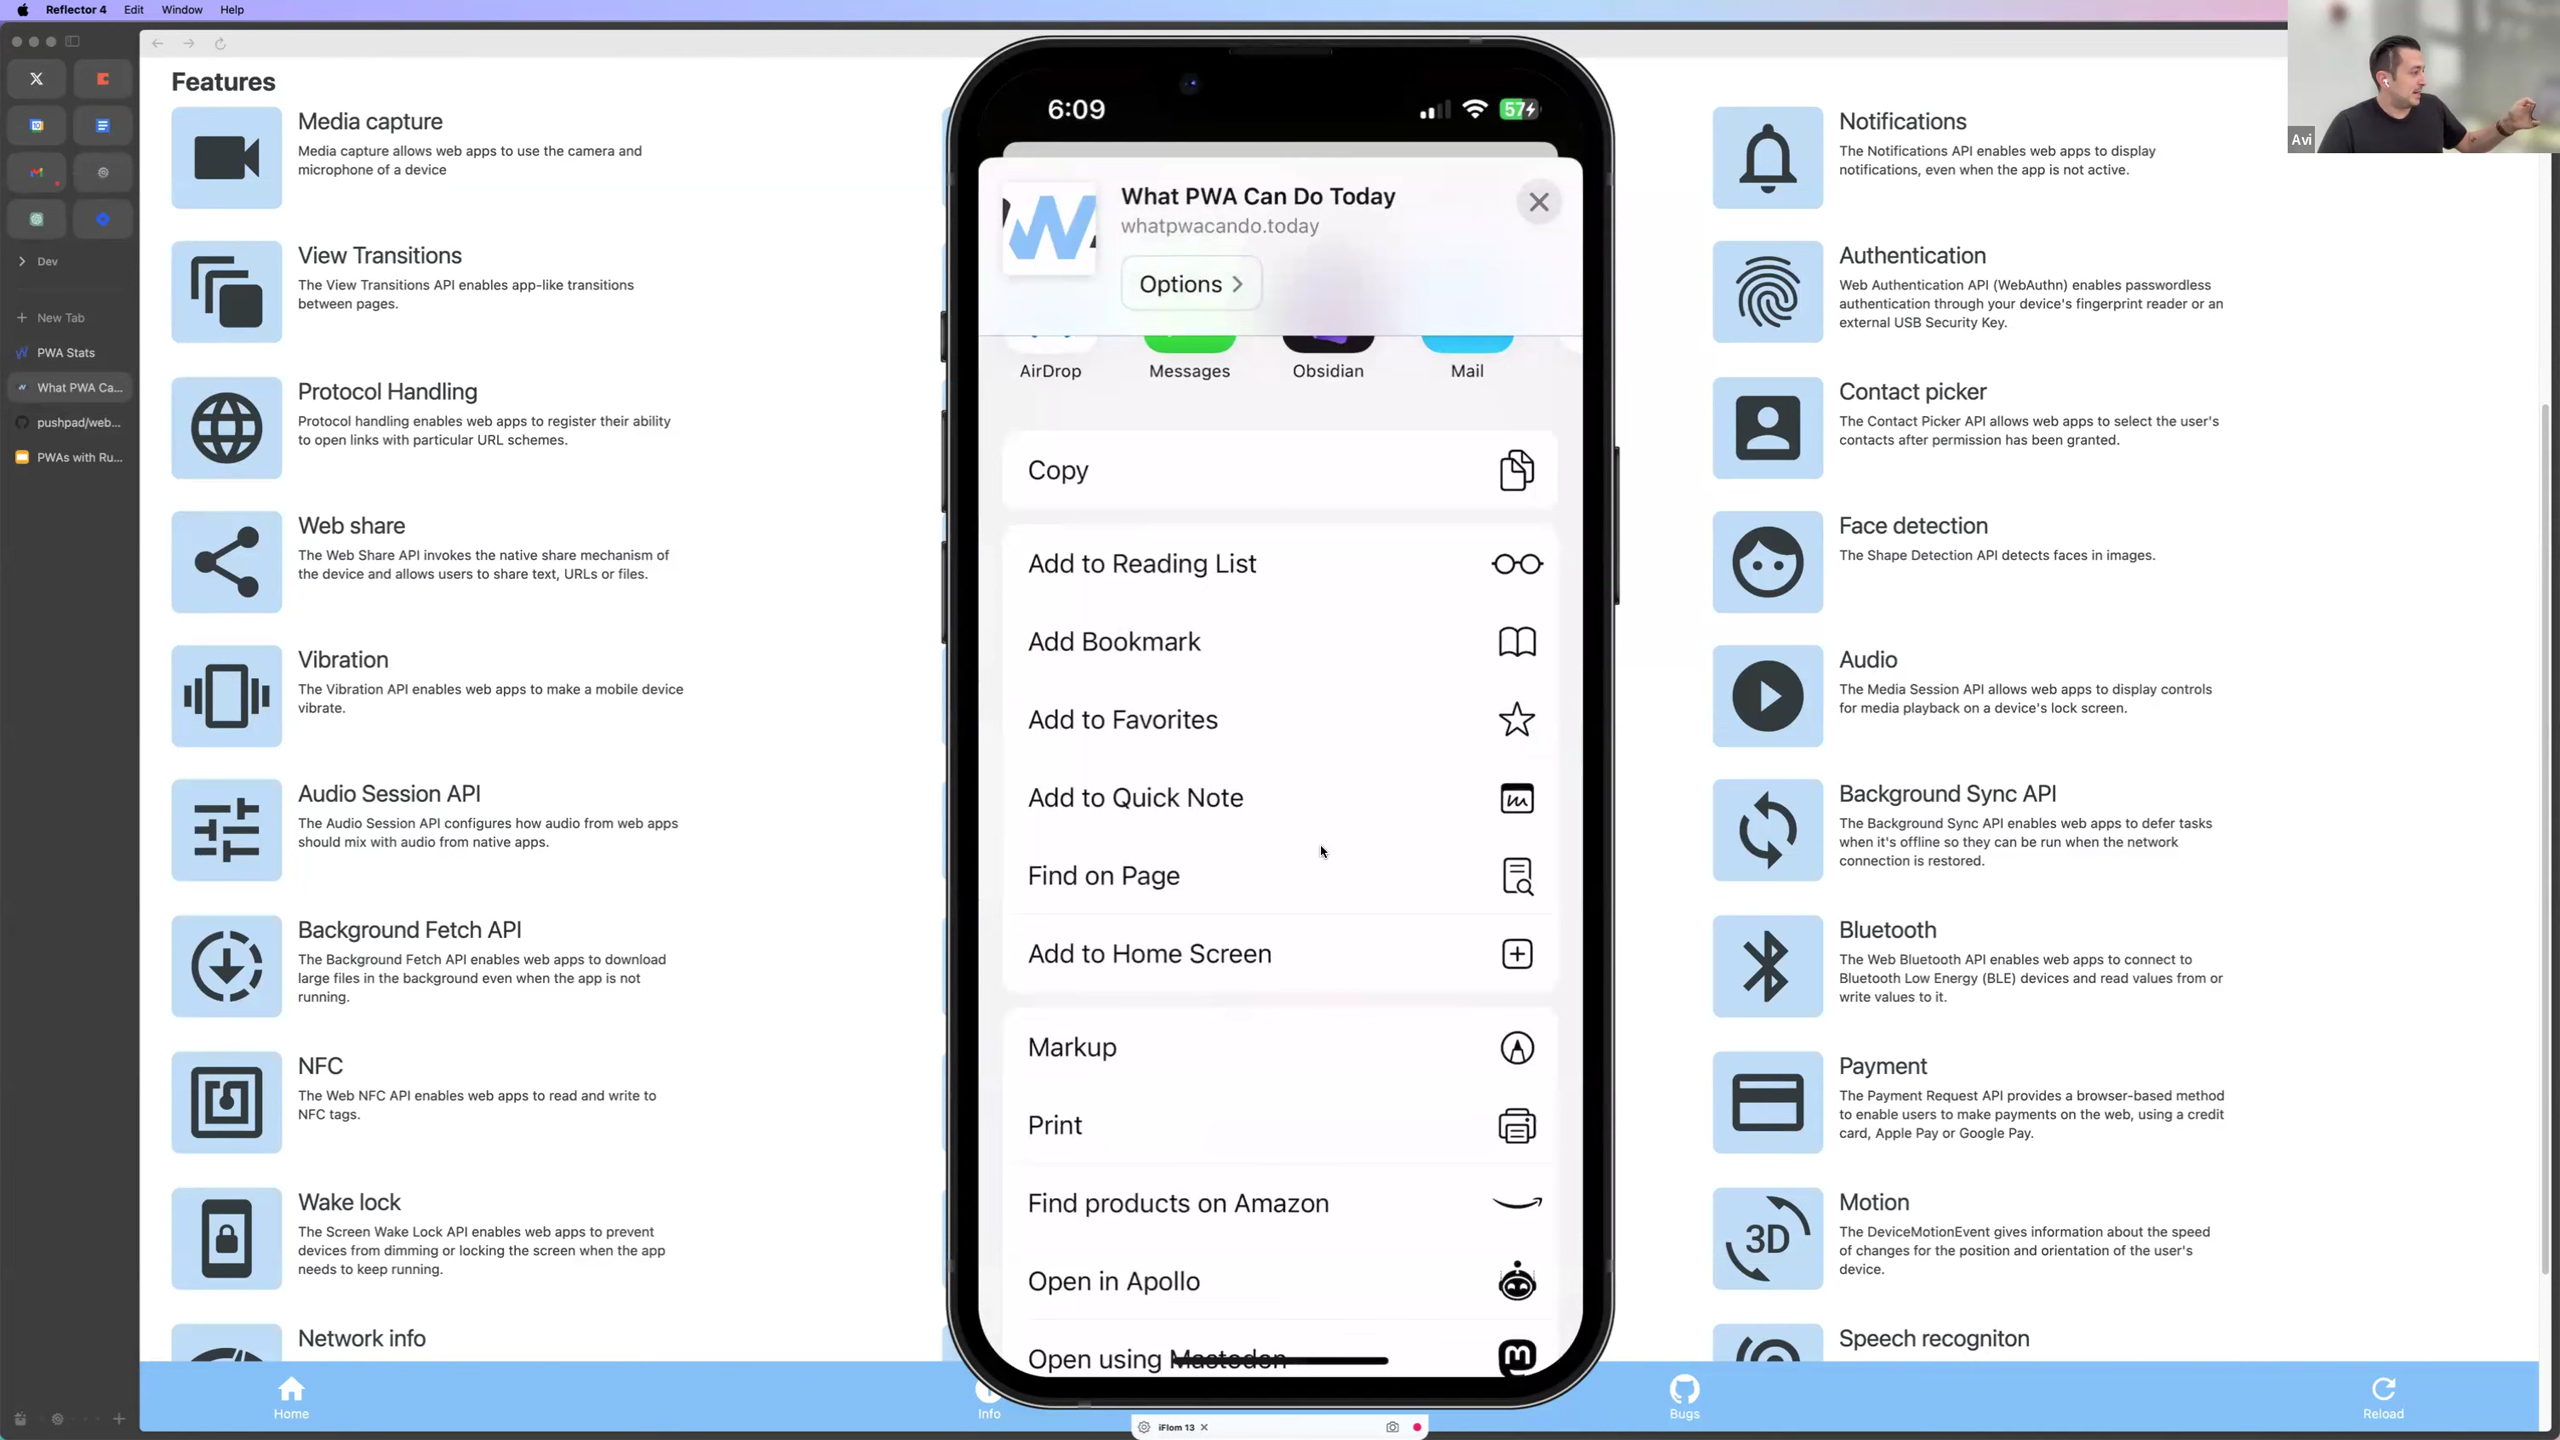 Reflector 4 Edit Window Help
Dev
New Tab
PWA Stats
What PWA Ca...
pushpad/web...
PWAs with Ru...
Features
Media capture
Media capture allows web apps to use the camera and
microphone of a device
View Transitions
The View Transitions API enables app-like transitions
between pages.
Protocol Handling
Protocol handling enables web apps to register their ability
to open links with particular URL schemes.
Web share
The Web Share API invokes the native share mechanism of
the device and allows users to share text, URLs or files.
Vibration
The Vibration API enables web apps to make a mobile device
vibrate.
Audio Session API
The Audio Session API configures how audio from web apps
should mix with audio from native apps.
Background Fetch API
The Background Fetch API enables web apps to download
large files in the background even when the app is not
running.
NFC
The Web NFC API enables web apps to read and write to
NFC tags.
Wake lock
The Screen Wake Lock API enables web apps to prevent
devices from dimming or locking the screen when the app
needs to keep running.
Network info
6:09
57
What PWA Can Do Today
whatpwacando.today
Options
AirDrop Messages Obsidian Mail
Copy
Add to Reading List
Add Bookmark
Add to Favorites
Add to Quick Note
Find on Page
Add to Home Screen
Markup
Print
Find products on Amazon
Open in Apollo
Open using Mastodon
Notifications
The Notifications API enables web apps to display
notifications, even when the app is not active.
Authentication
Web Authentication API (WebAuthn) enables passwordless
authentication through your device's fingerprint reader or an
external USB Security Key.
Contact picker
The Contact Picker API allows web apps to select the user's
contacts after permission has been granted.
Face detection
The Shape Detection API detects faces in images.
Audio
The Media Session API allows web apps to display controls
for media playback on a device's lock screen.
Background Sync API
The Background Sync API enables web apps to defer tasks
when it's offline so they can be run when the network
connection is restored.
Bluetooth
The Web Bluetooth API enables web apps to connect to
Bluetooth Low Energy (BLE) devices and read values from or
write values to it.
Payment
The Payment Request API provides a browser-based method
to enable users to make payments on the web, using a credit
card, Apple Pay or Google Pay.
Motion
3D
The DeviceMotionEvent gives information about the speed
of changes for the position and orientation of the user's
device.
Speech recogniton
Avi
Home Info Bugs Reload
iFlom 13